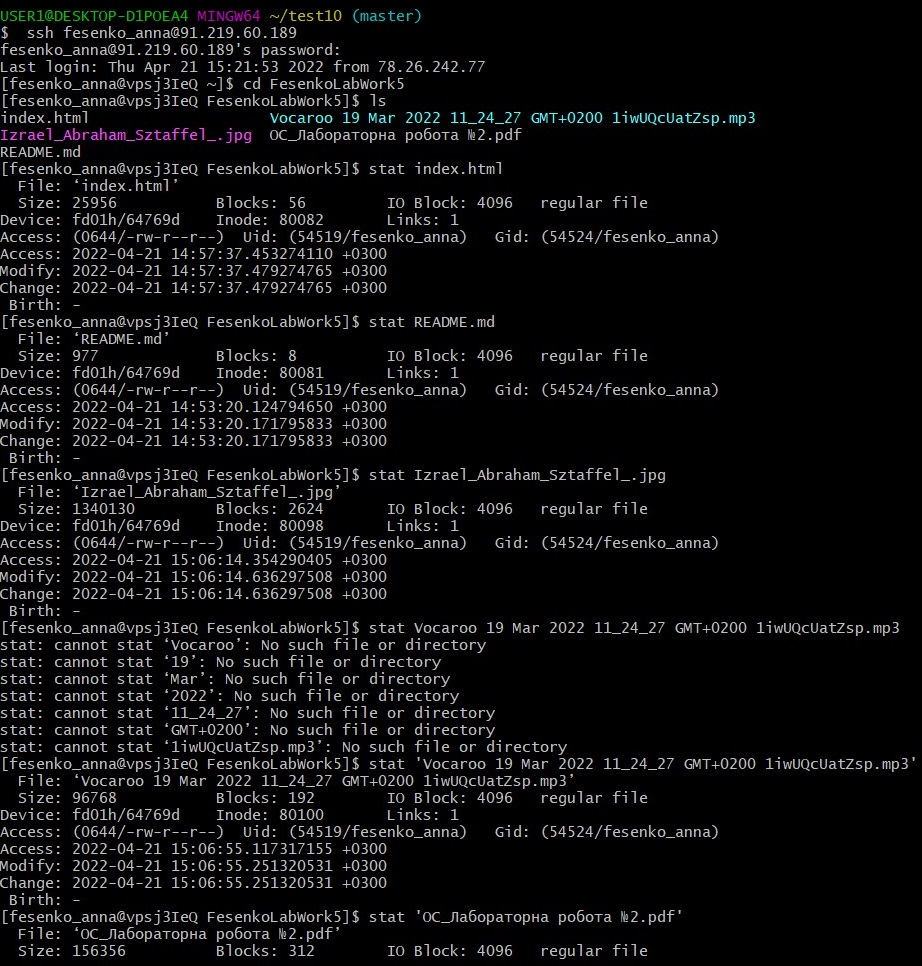 USER1@DESKTOP-D1POEA4 MINGW64 ~/test10 (master)
$  ssh fesenko_anna@91.219.60.189
fesenko_anna@91.219.60.189's password:
Last login: Thu Apr 21 15:21:53 2022 from 78.26.242.77
[fesenko_anna@vpsj3IeQ ~]$ cd FesenkoLabWork5
[fesenko_anna@vpsj3IeQ FesenkoLabWork5]$ ls
index.html                    Vocaroo 19 Mar 2022 11_24_27 GMT+0200 1iwUQcUatZsp.mp3
Izrael_Abraham_Sztaffel_.jpg  ОС_Лабораторна робота №2.pdf
README.md
[fesenko_anna@vpsj3IeQ FesenkoLabWork5]$ stat index.html
  File: ‘index.html’
  Size: 25956           Blocks: 56         IO Block: 4096   regular file
Device: fd01h/64769d    Inode: 80082       Links: 1
Access: (0644/-rw-r--r--)  Uid: (54519/fesenko_anna)   Gid: (54524/fesenko_anna)
Access: 2022-04-21 14:57:37.453274110 +0300
Modify: 2022-04-21 14:57:37.479274765 +0300
Change: 2022-04-21 14:57:37.479274765 +0300
 Birth: -
[fesenko_anna@vpsj3IeQ FesenkoLabWork5]$ stat README.md
  File: ‘README.md’
  Size: 977             Blocks: 8          IO Block: 4096   regular file
Device: fd01h/64769d    Inode: 80081       Links: 1
Access: (0644/-rw-r--r--)  Uid: (54519/fesenko_anna)   Gid: (54524/fesenko_anna)
Access: 2022-04-21 14:53:20.124794650 +0300
Modify: 2022-04-21 14:53:20.171795833 +0300
Change: 2022-04-21 14:53:20.171795833 +0300
 Birth: -
[fesenko_anna@vpsj3IeQ FesenkoLabWork5]$ stat Izrael_Abraham_Sztaffel_.jpg
  File: ‘Izrael_Abraham_Sztaffel_.jpg’
  Size: 1340130         Blocks: 2624       IO Block: 4096   regular file
Device: fd01h/64769d    Inode: 80098       Links: 1
Access: (0644/-rw-r--r--)  Uid: (54519/fesenko_anna)   Gid: (54524/fesenko_anna)
Access: 2022-04-21 15:06:14.354290405 +0300
Modify: 2022-04-21 15:06:14.636297508 +0300
Change: 2022-04-21 15:06:14.636297508 +0300
 Birth: -
[fesenko_anna@vpsj3IeQ FesenkoLabWork5]$ stat Vocaroo 19 Mar 2022 11_24_27 GMT+0200 1iwUQcUatZsp.mp3
stat: cannot stat ‘Vocaroo’: No such file or directory
stat: cannot stat ‘19’: No such file or directory
stat: cannot stat ‘Mar’: No such file or directory
stat: cannot stat ‘2022’: No such file or directory
stat: cannot stat ‘11_24_27’: No such file or directory
stat: cannot stat ‘GMT+0200’: No such file or directory
stat: cannot stat ‘1iwUQcUatZsp.mp3’: No such file or directory
[fesenko_anna@vpsj3IeQ FesenkoLabWork5]$ stat 'Vocaroo 19 Mar 2022 11_24_27 GMT+0200 1iwUQcUatZsp.mp3'
  File: ‘Vocaroo 19 Mar 2022 11_24_27 GMT+0200 1iwUQcUatZsp.mp3’
  Size: 96768           Blocks: 192        IO Block: 4096   regular file
Device: fd01h/64769d    Inode: 80100       Links: 1
Access: (0644/-rw-r--r--)  Uid: (54519/fesenko_anna)   Gid: (54524/fesenko_anna)
Access: 2022-04-21 15:06:55.117317155 +0300
Modify: 2022-04-21 15:06:55.251320531 +0300
Change: 2022-04-21 15:06:55.251320531 +0300
 Birth: -
[fesenko_anna@vpsj3IeQ FesenkoLabWork5]$ stat 'ОС_Лабораторна робота №2.pdf'
  File: ‘ОС_Лабораторна робота №2.pdf’
  Size: 156356          Blocks: 312        IO Block: 4096   regular file